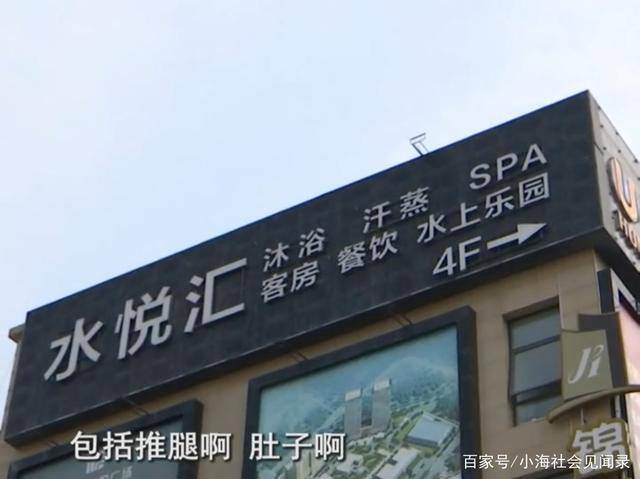 水悦汇
沐浴 汗蒸 SPA
客房 餐饮 水上乐园
4F→
锦
包括推腿啊 肚子啊
百家号/小海社会见闻录